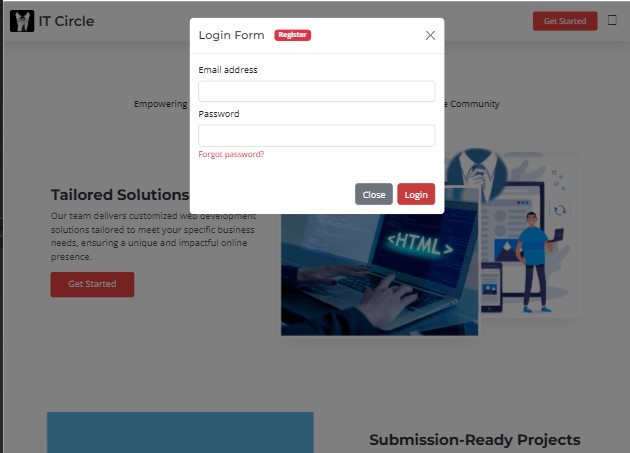 IT Circle
Get Started
Login Form Register
Email address
Password
Forgot password?
Close Login
Empowering
Community
Tailored Solutions
Our team delivers customized web development
solutions tailored to meet your specific business
needs, ensuring a unique and impactful online
presence.
Get Started
<HTML>
Submission-Ready Projects